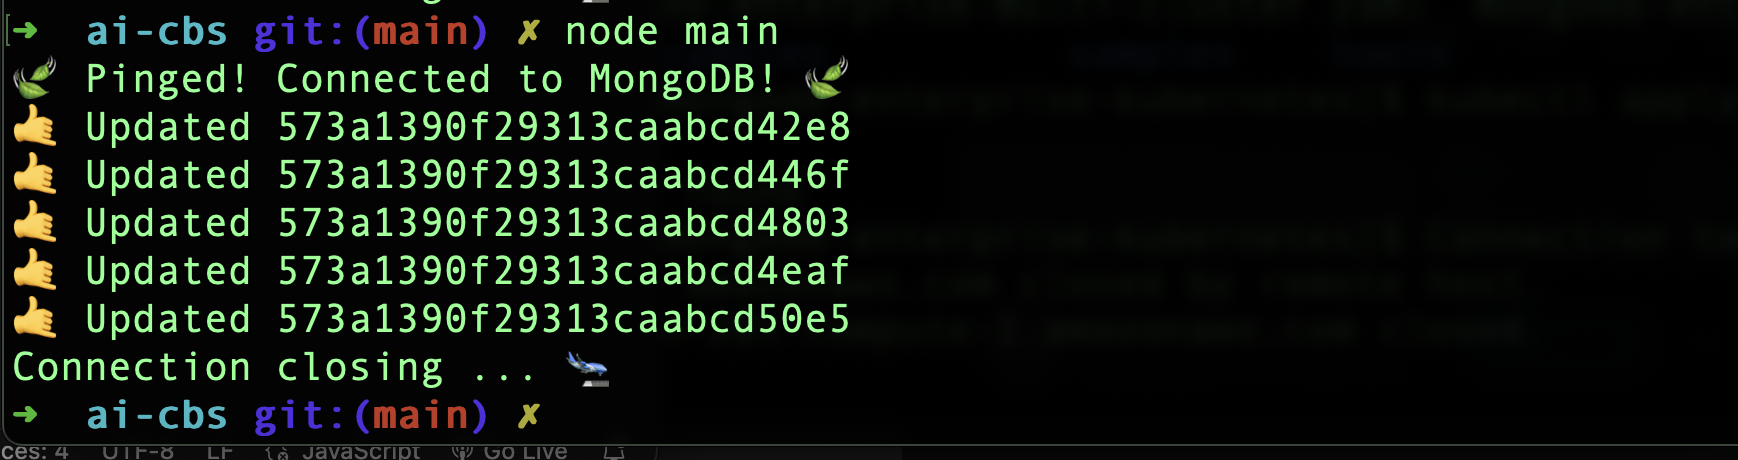 ➜ ai-cbs git:(main) ✗ node main
🍃 Pinged! Connected to MongoDB! 🍃
🤙 Updated 573a1390f29313caabcd42e8
🤙 Updated 573a1390f29313caabcd446f
🤙 Updated 573a1390f29313caabcd4803
🤙 Updated 573a1390f29313caabcd4eaf
🤙 Updated 573a1390f29313caabcd50e5
Connection closing ... 🛬
➜ ai-cbs git:(main) ✗
ces: 4 UTF-8 LF JavaScript Go Live